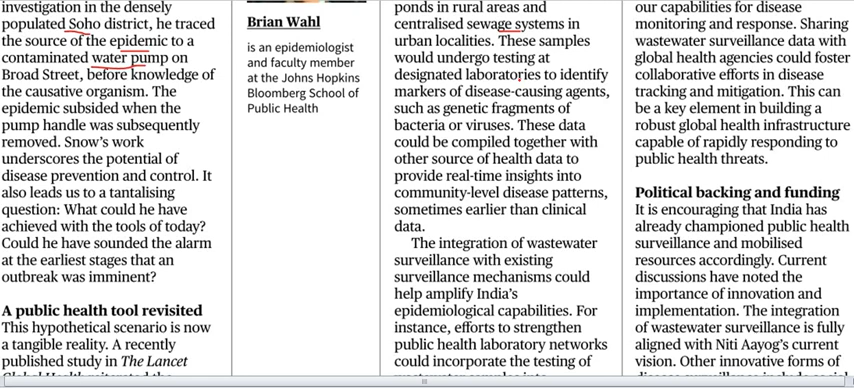 investigation in the densely
populated Soho district, he traced
the source of the epidemic to a
contaminated water pump on
Broad Street, before knowledge of
the causative organism. The
epidemic subsided when the
pump handle was subsequently
removed. Snow's work
underscores the potential of
disease prevention and control. It
also leads us to a tantalising
question: What could he have
achieved with the tools of today?
Could he have sounded the alarm
at the earliest stages that an
outbreak was imminent?
A public health tool revisited
This hypothetical scenario is now
a tangible reality. A recently
published study in The Lancet
Global Health reiterated the
Brian Wahl
is an epidemiologist
and faculty member
at the Johns Hopkins
Bloomberg School of
Public Health
ponds in rural areas and
centralised sewage systems in
urban localities. These samples
would undergo testing at
designated laboratories to identify
markers of disease-causing agents,
such as genetic fragments of
bacteria or viruses. These data
could be compiled together with
other source of health data to
provide real-time insights into
community-level disease patterns,
sometimes earlier than clinical
data.
The integration of wastewater
surveillance with existing
surveillance mechanisms could
help amplify India's
epidemiological capabilities. For
instance, efforts to strengthen
public health laboratory networks
could incorporate the testing of
wastewater samples into
our capabilities for disease
monitoring and response. Sharing
wastewater surveillance data with
global health agencies could foster
collaborative efforts in disease
tracking and mitigation. This can
be a key element in building a
robust global health infrastructure
capable of rapidly responding to
public health threats.
Political backing and funding
It is encouraging that India has
already championed public health
surveillance and mobilised
resources accordingly. Current
discussions have noted the
importance of innovation and
implementation. The integration
of wastewater surveillance is fully
aligned with Niti Aayog's current
vision. Other innovative forms of
disease surveillance include social